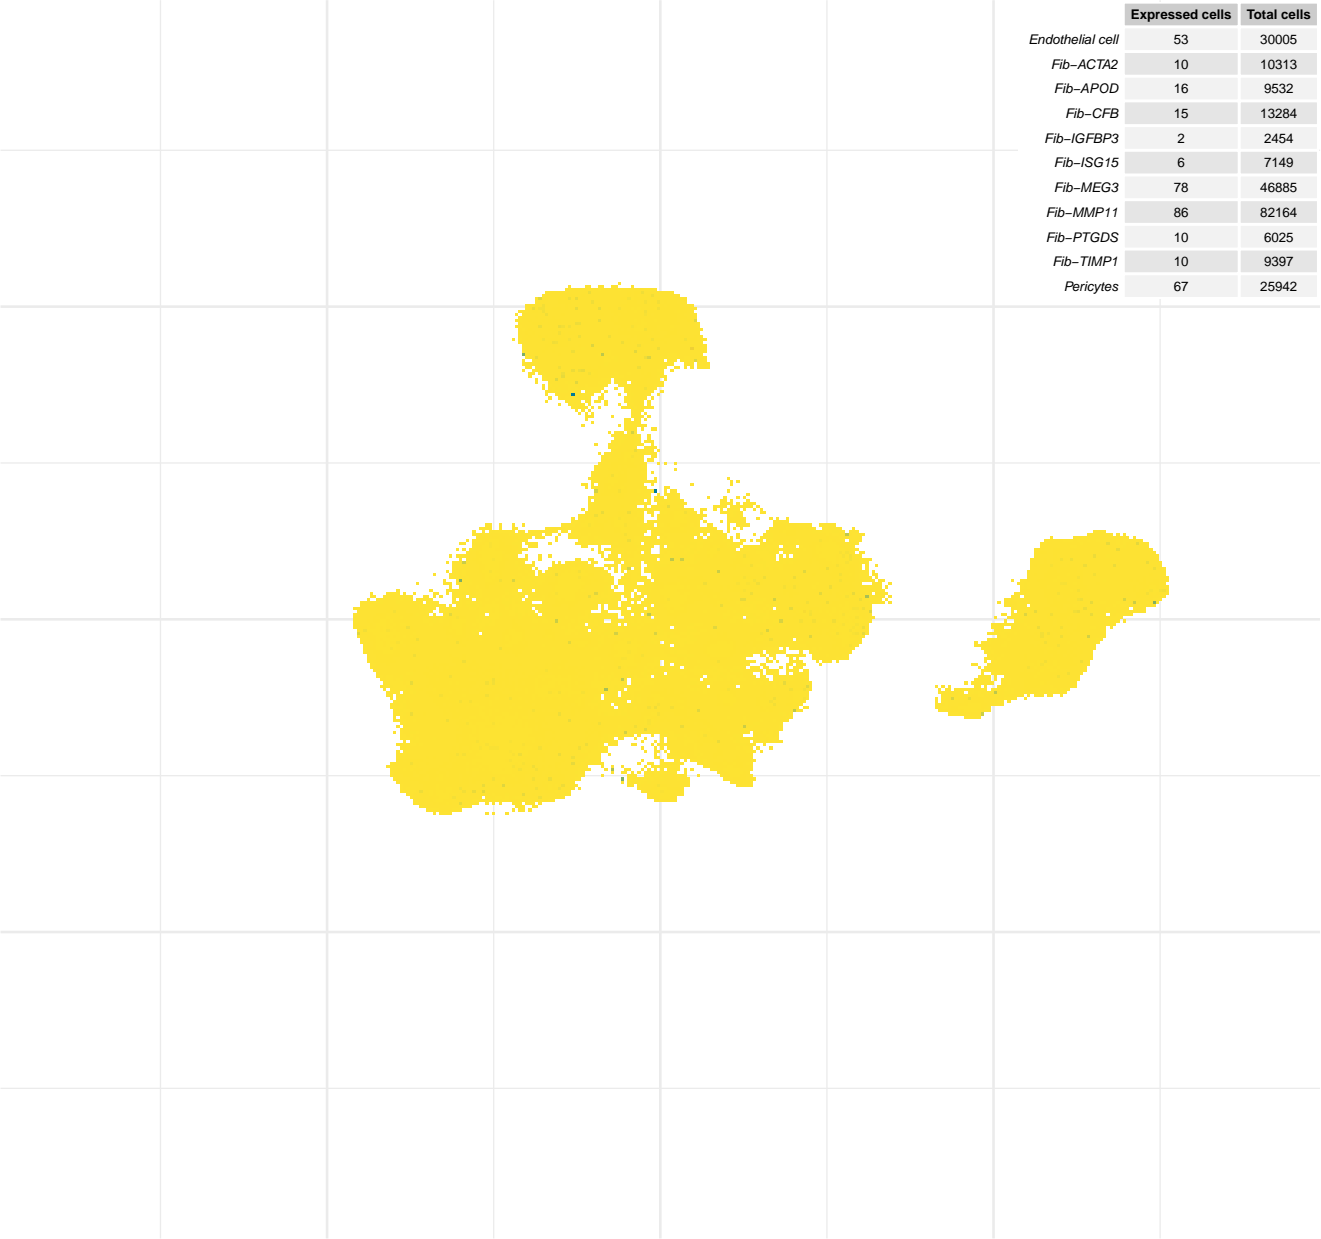 Expressed cells Total cells
Endothelial cell 53 30005
Fib−ACTA2 10 10313
Fib−APOD 16 9532
Fib−CFB 15 13284
Fib−IGFBP3 2 2454
Fib−ISG15 6 7149
Fib−MEG3 78 46885
Fib−MMP11 86 82164
Fib−PTGDS 10 6025
Fib−TIMP1 10 9397
Pericytes 67 25942